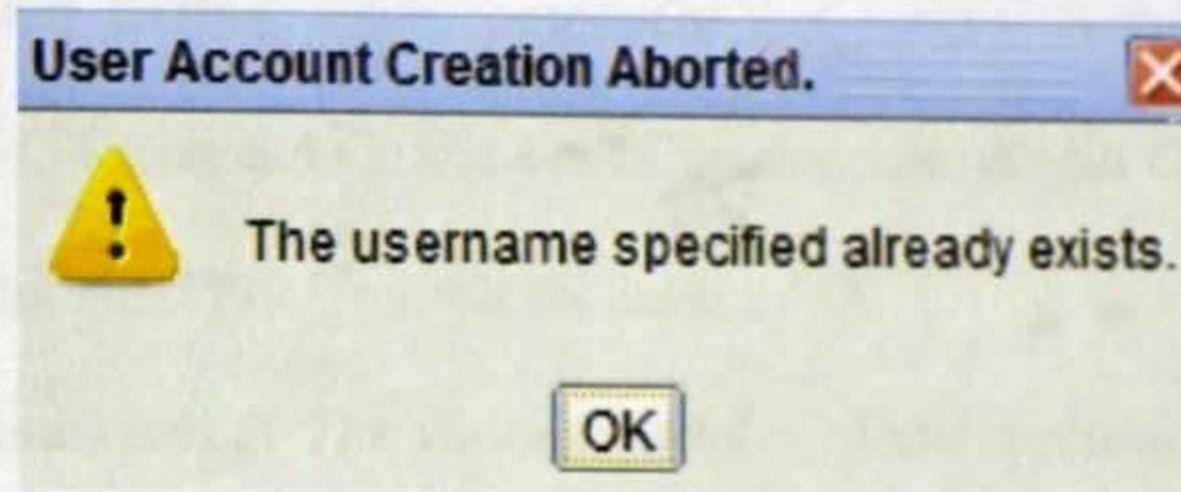 User Account Creation Aborted.
The username specified already exists.
OK